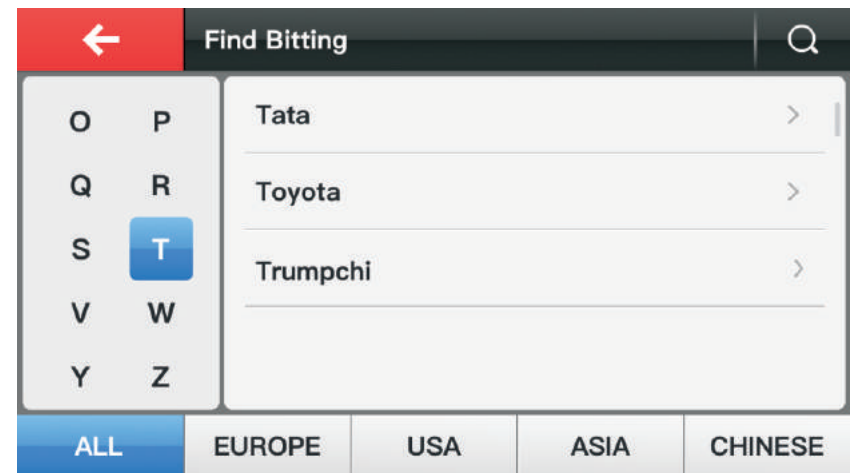 Find Bitting
O P
Q R
S T
V W
Y Z
Tata
Toyota
Trumpchi
ALL EUROPE USA ASIA CHINESE